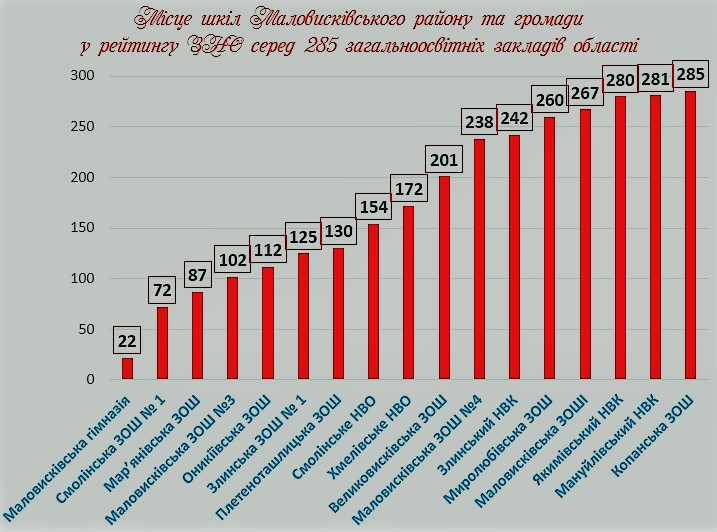 Місце шкіл Маловисківського району та громади
у рейтингу ЗНО серед 285 загальноосвітніх закладів області
300
250
200
150
100
50
0
22
72
87
102
112
125
130
154
172
201
238
242
260
267
280
281
285
Маловисківська гімназія
Смолінська ЗОШ № 1
Мар’янівська ЗОШ
Маловисківська ЗОШ №3
Оникіївська ЗОШ
Злинська ЗОШ № 1
Плетеноташлицька ЗОШ
Смолінське НВО
Хмелівське НВО
Великовисківська ЗОШ
Маловисківська ЗОШ №4
Злинський НВК
Миролюбівська ЗОШ
Маловисківська ЗОШІ
Якимівський НВК
Мануйлівський НВК
Копанська ЗОШ